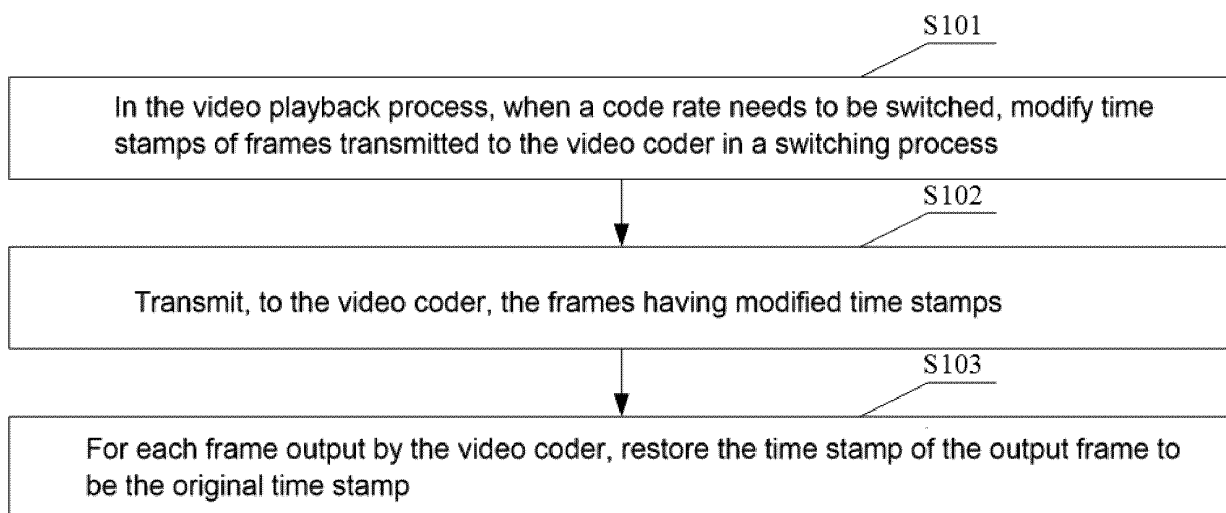 S101
In the video playback process, when a code rate needs to be switched, modify time
stamps of frames transmitted to the video coder in a switching process
S102
Transmit, to the video coder, the frames having modified time stamps
S103
For each frame output by the video coder, restore the time stamp of the output frame to
be the original time stamp